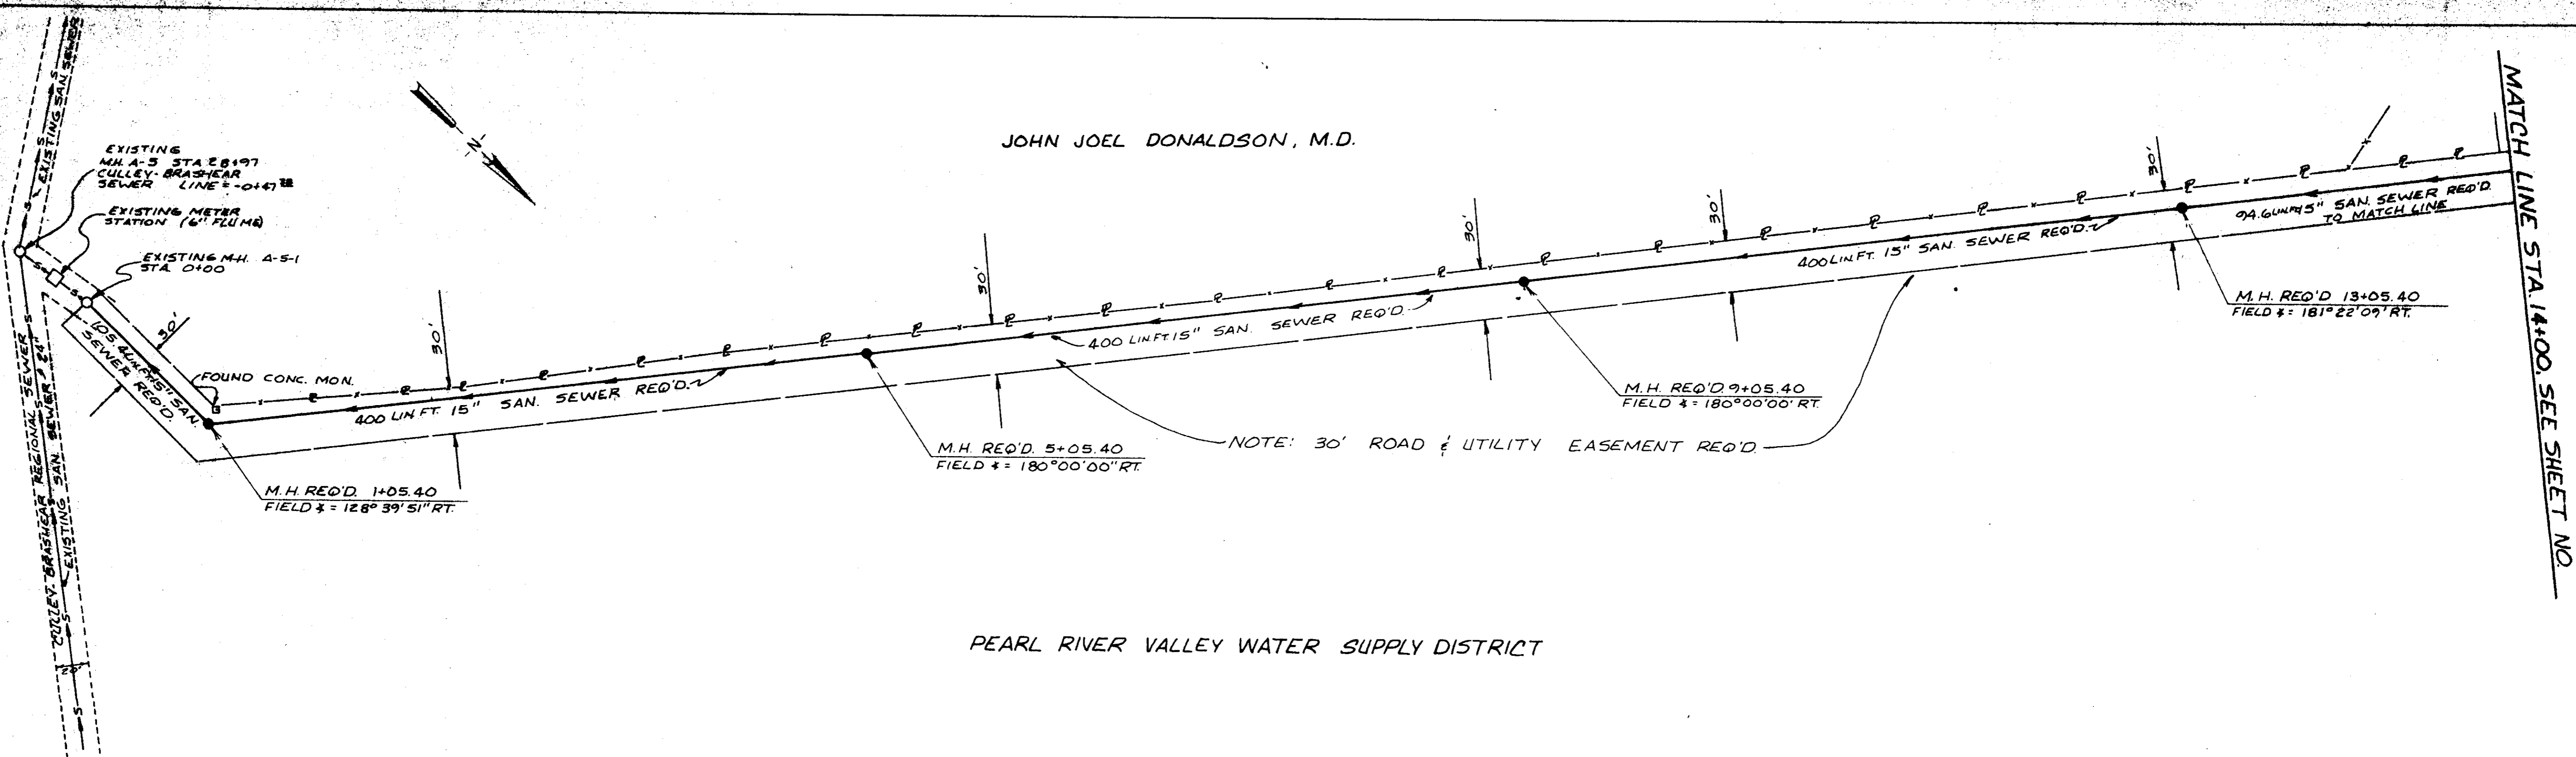 EXISTING SAN. SEWER
EXISTING
M.H. A-5 STA 28+97
CULLEY-BRASHEAR
SEWER LINE = -0+47
EXISTING METER
STATION (6" FLUME)
EXISTING M.H. A-5-1
STA. 0+00
N
JOHN JOEL DONALDSON, M.D.
30'
30'
30'
30'
30'
30'
MATCH LINE STA. 14+00, SEE SHEET NO.
105.4 LIN.FT. 15" SAN.
SEWER REQ'D.
FOUND CONC. MON.
400 LIN. FT. 15" SAN. SEWER REQ'D.
400 LIN.FT. 15" SAN. SEWER REQ'D.
400 LIN.FT. 15" SAN. SEWER REQ'D.
94.6 LIN.FT. 15" SAN. SEWER REQ'D.
TO MATCH LINE
M.H. REQ'D. 1+05.40
FIELD ∡ = 128°39'51" RT.
M.H. REQ'D. 5+05.40
FIELD ∡ = 180°00'00" RT.
M.H. REQ'D. 9+05.40
FIELD ∡ = 180°00'00" RT.
M.H. REQ'D 13+05.40
FIELD ∡ = 181°22'09" RT.
NOTE: 30' ROAD & UTILITY EASEMENT REQ'D.
CULLEY-BRASHEAR REGIONAL SEWER
EXISTING SAN. SEWER 24"
20'
PEARL RIVER VALLEY WATER SUPPLY DISTRICT